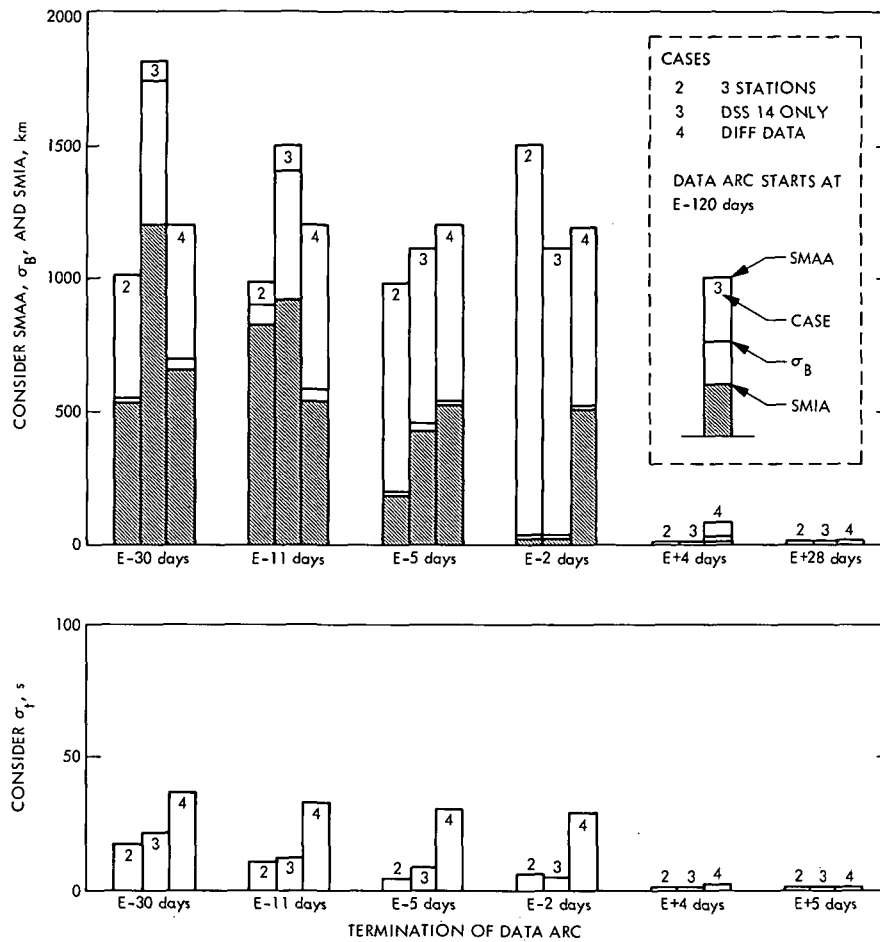 2000
1500
1000
500
0
CONSIDER SMAA, σB, AND SMIA, km
2 3 4
2 3 4
2 3 4
2 3 4
2 3 4
2 3 4
E-30 days
E-11 days
E-5 days
E-2 days
E+4 days
E+28 days
CASES
2 3 STATIONS
3 DSS 14 ONLY
4 DIFF DATA
DATA ARC STARTS AT
E-120 days
SMAA
3
CASE
σB
SMIA
100
50
0
CONSIDER σt, s
2 3 4
2 3 4
2 3 4
2 3 4
2 3 4
2 3 4
E-30 days
E-11 days
E-5 days
E-2 days
E+4 days
E+5 days
TERMINATION OF DATA ARC